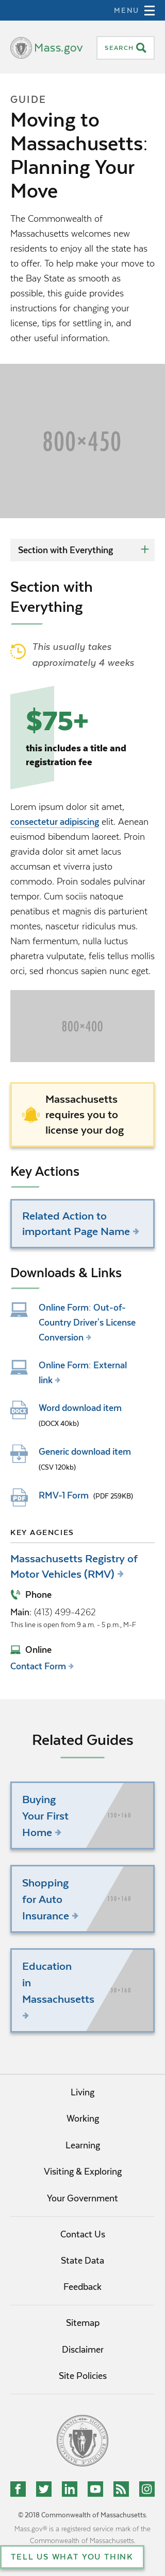 MENU
Mass.gov
SEARCH
GUIDE
Moving to
Massachusetts:
Planning Your
Move
The Commonwealth of
Massachusetts welcomes new
residents to enjoy all the state has
to offer. To help make your move to
the Bay State as smooth as
possible, this guide provides
instructions for changing your
license, tips for settling in, and
other useful information.
800×450
Section with Everything
Section with
Everything
This usually takes
approximately 4 weeks
$75+
this includes a title and
registration fee
Lorem ipsum dolor sit amet,
consectetur adipiscing elit. Aenean
euismod bibendum laoreet. Proin
gravida dolor sit amet lacus
accumsan et viverra justo
commodo. Proin sodales pulvinar
tempor. Cum sociis natoque
penatibus et magnis dis parturient
montes, nascetur ridiculus mus.
Nam fermentum, nulla luctus
pharetra vulputate, felis tellus mollis
orci, sed rhoncus sapien nunc eget.
800×400
Massachusetts
requires you to
license your dog
Key Actions
Related Action to
important Page Name
Downloads & Links
Online Form: Out-of-
Country Driver's License
Conversion
Online Form: External
link
DOCX
Word download item
(DOCX 40kb)
Generic download item
(CSV 120kb)
PDF
RMV-1 Form (PDF 259KB)
KEY AGENCIES
Massachusetts Registry of
Motor Vehicles (RMV)
Phone
Main: (413) 499-4262
This line is open from 9 a.m. - 5 p.m., M-F
Online
Contact Form
Related Guides
Buying
Your First
Home
Shopping
for Auto
Insurance
Education
in
Massachusetts
Living
Working
Learning
Visiting & Exploring
Your Government
Contact Us
State Data
Feedback
Sitemap
Disclaimer
Site Policies
© 2018 Commonwealth of Massachusetts.
Mass.gov® is a registered service mark of the
Commonwealth of Massachusetts.
TELL US WHAT YOU THINK